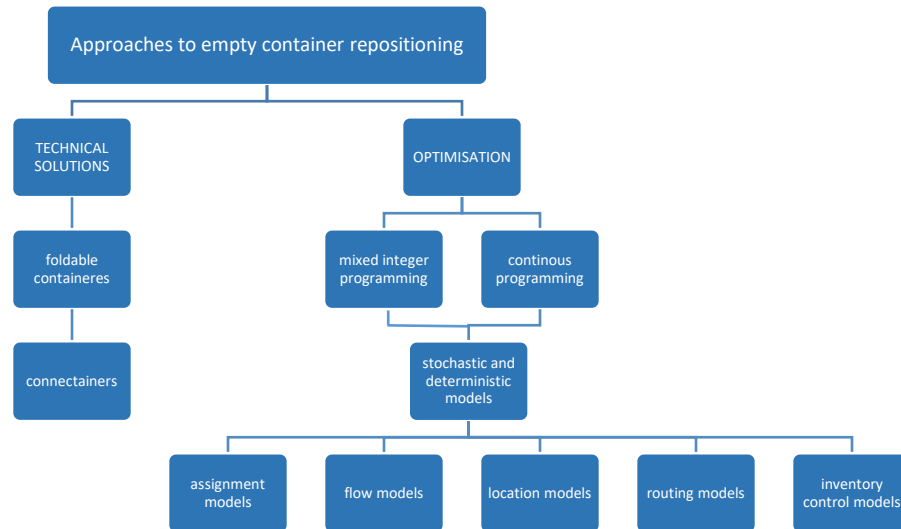 Approaches to empty container repositioning
TECHNICAL
SOLUTIONS
OPTIMISATION
foldable
containeres
mixed integer
programming
continous
programming
connectainers
stochastic and
deterministic
models
assignment
models
flow models
location models
routing models
inventory
control models